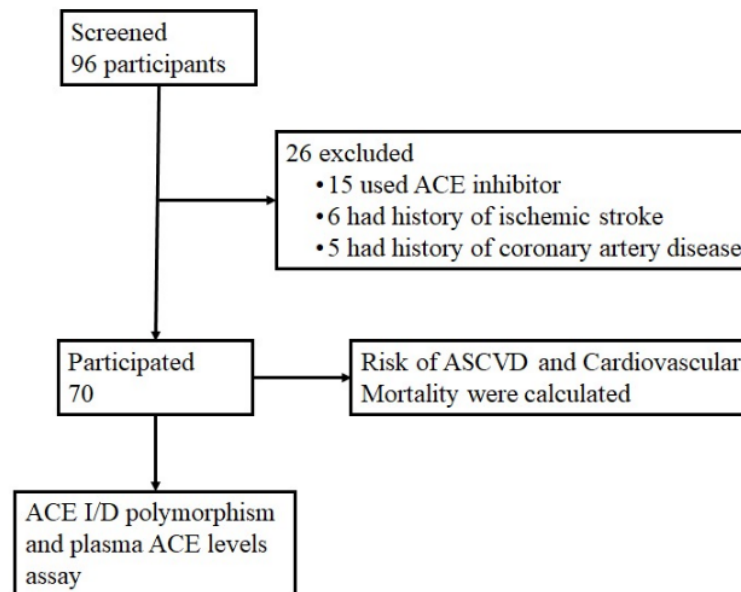 Screened
96 participants
26 excluded
•15 used ACE inhibitor
•6 had history of ischemic stroke
•5 had history of coronary artery disease
Participated
70
Risk of ASCVD and Cardiovascular
Mortality were calculated
ACE I/D polymorphism
and plasma ACE levels
assay